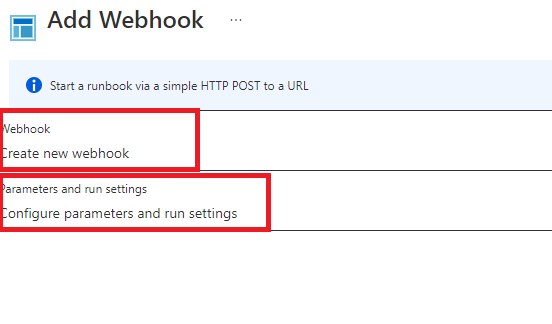 Add Webhook ...
Start a runbook via a simple HTTP POST to a URL
Webhook
Create new webhook
Parameters and run settings
Configure parameters and run settings